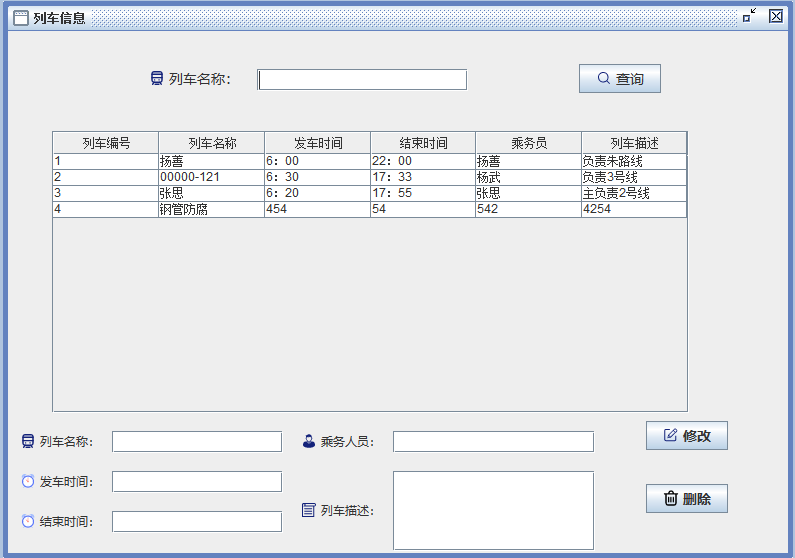 列车信息
列车名称: 查询
列车编号 列车名称 发车时间 结束时间 乘务员 列车描述
1 扬善 6：00 22：00 扬善 负责朱路线
2 00000-121 6：30 17：33 杨武 负责3号线
3 张思 6：20 17：55 张思 主负责2号线
4 钢管防腐 454 54 542 4254
列车名称: 乘务人员: 修改
发车时间:
列车描述: 删除
结束时间: